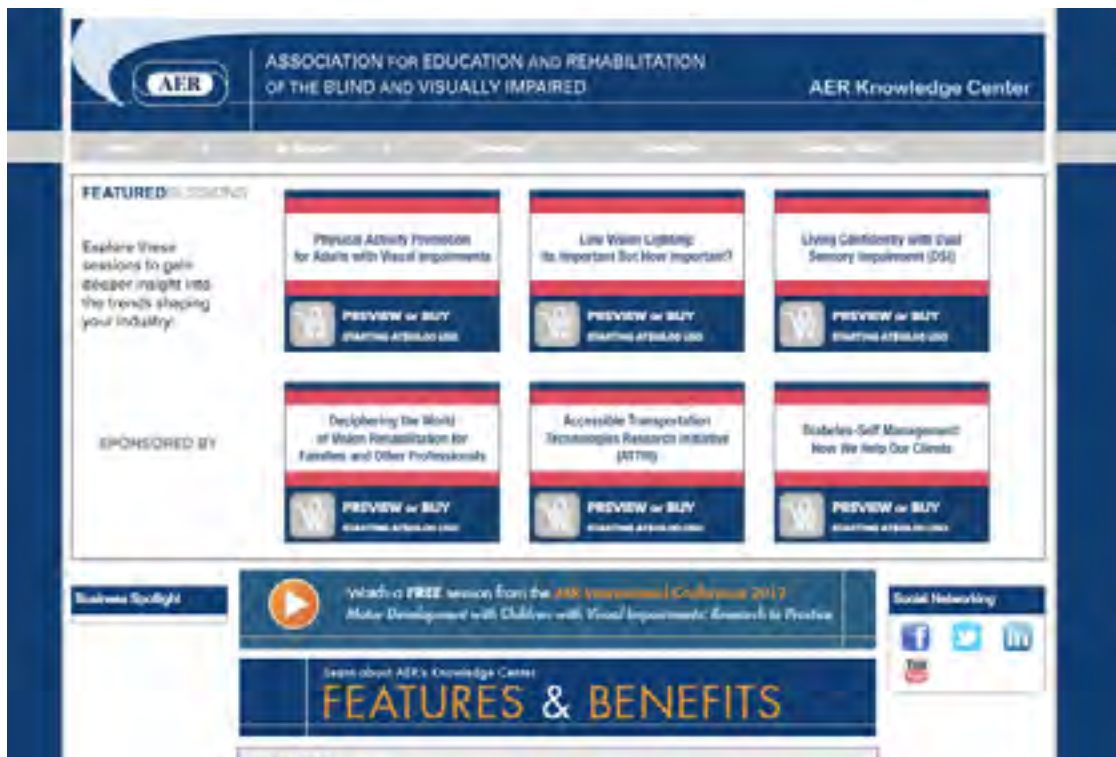 AER
ASSOCIATION FOR EDUCATION AND REHABILITATION
OF THE BLIND AND VISUALLY IMPAIRED
AER Knowledge Center
FEATURED SESSIONS
Explore these
sessions to gain
deeper insight into
the trends shaping
your industry:
Physical Activity Promotion
for Adults with Visual Impairments
PREVIEW or BUY
Low Vision Lighting:
Its Important But How Important?
PREVIEW or BUY
Living Confidently with Dual
Sensory Impairment (DSI)
PREVIEW or BUY
SPONSORED BY
Deciphering the World
of Vision Rehabilitation for
Families and Other Professionals
PREVIEW or BUY
Accessible Transportation
Technologies Research Initiative
(ATTRI)
PREVIEW or BUY
Diabetes-Self Management:
How We Help Our Clients
PREVIEW or BUY
Business Spotlight
Watch a FREE session from the AER International Conference
Motor Development with Children with Visual Impairments: Research to Practice
Social Networking
f
in
You
Learn about AER's Knowledge Center
FEATURES & BENEFITS